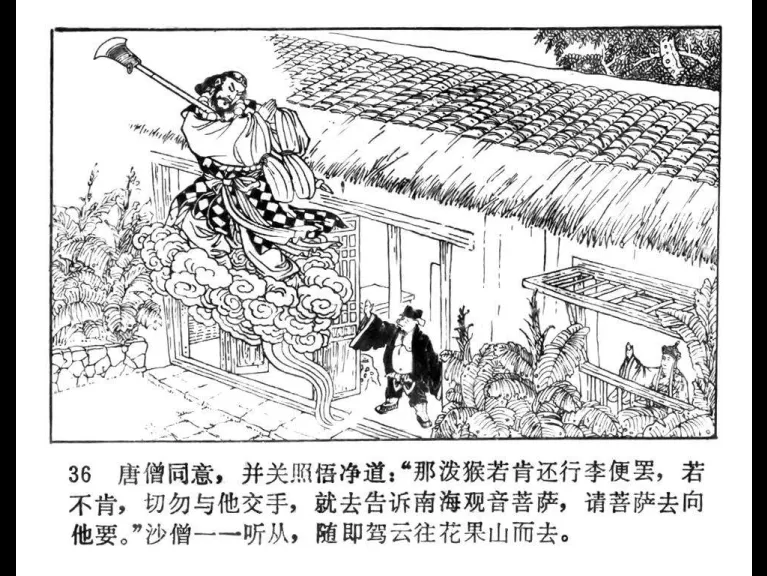 36 唐僧同意，并关照悟净道：“那泼猴若肯还行李便罢，若
不肯，切勿与他交手，就去告诉南海观音菩萨，请菩萨去向
他要。”沙僧一一听从，随即驾云往花果山而去。